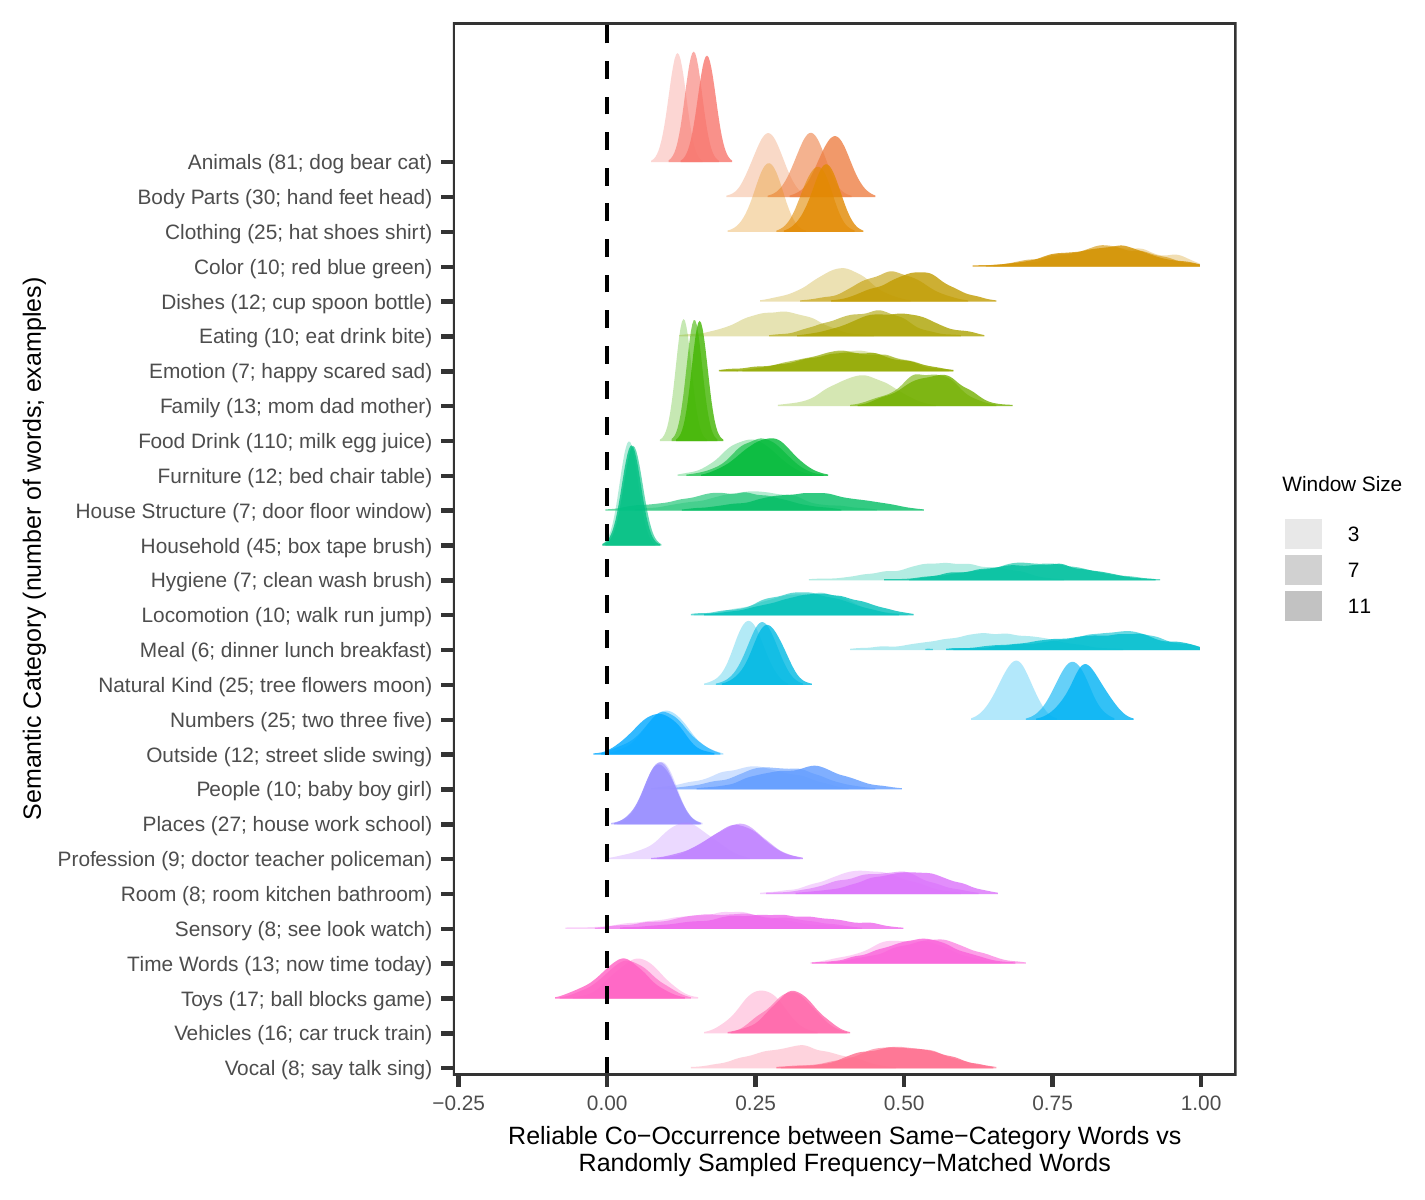 Semantic Category (number of words; examples)
Animals (81; dog bear cat)
Body Parts (30; hand feet head)
Clothing (25; hat shoes shirt)
Color (10; red blue green)
Dishes (12; cup spoon bottle)
Eating (10; eat drink bite)
Emotion (7; happy scared sad)
Family (13; mom dad mother)
Food Drink (110; milk egg juice)
Furniture (12; bed chair table)
House Structure (7; door floor window)
Household (45; box tape brush)
Hygiene (7; clean wash brush)
Locomotion (10; walk run jump)
Meal (6; dinner lunch breakfast)
Natural Kind (25; tree flowers moon)
Numbers (25; two three five)
Outside (12; street slide swing)
People (10; baby boy girl)
Places (27; house work school)
Profession (9; doctor teacher policeman)
Room (8; room kitchen bathroom)
Sensory (8; see look watch)
Time Words (13; now time today)
Toys (17; ball blocks game)
Vehicles (16; car truck train)
Vocal (8; say talk sing)
−0.25 0.00 0.25 0.50 0.75 1.00
Reliable Co−Occurrence between Same−Category Words vs
Randomly Sampled Frequency−Matched Words
Window Size
3
7
11